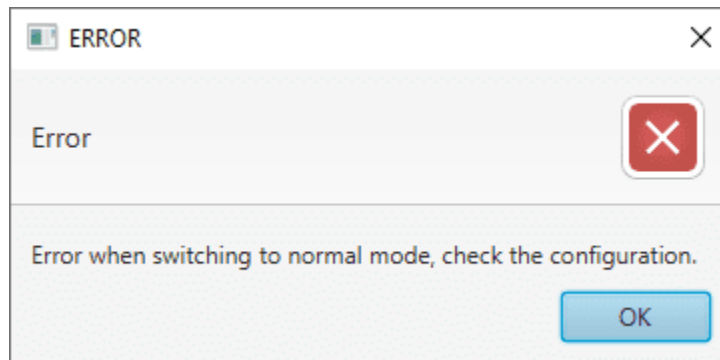 ERROR
Error
Error when switching to normal mode, check the configuration.
OK